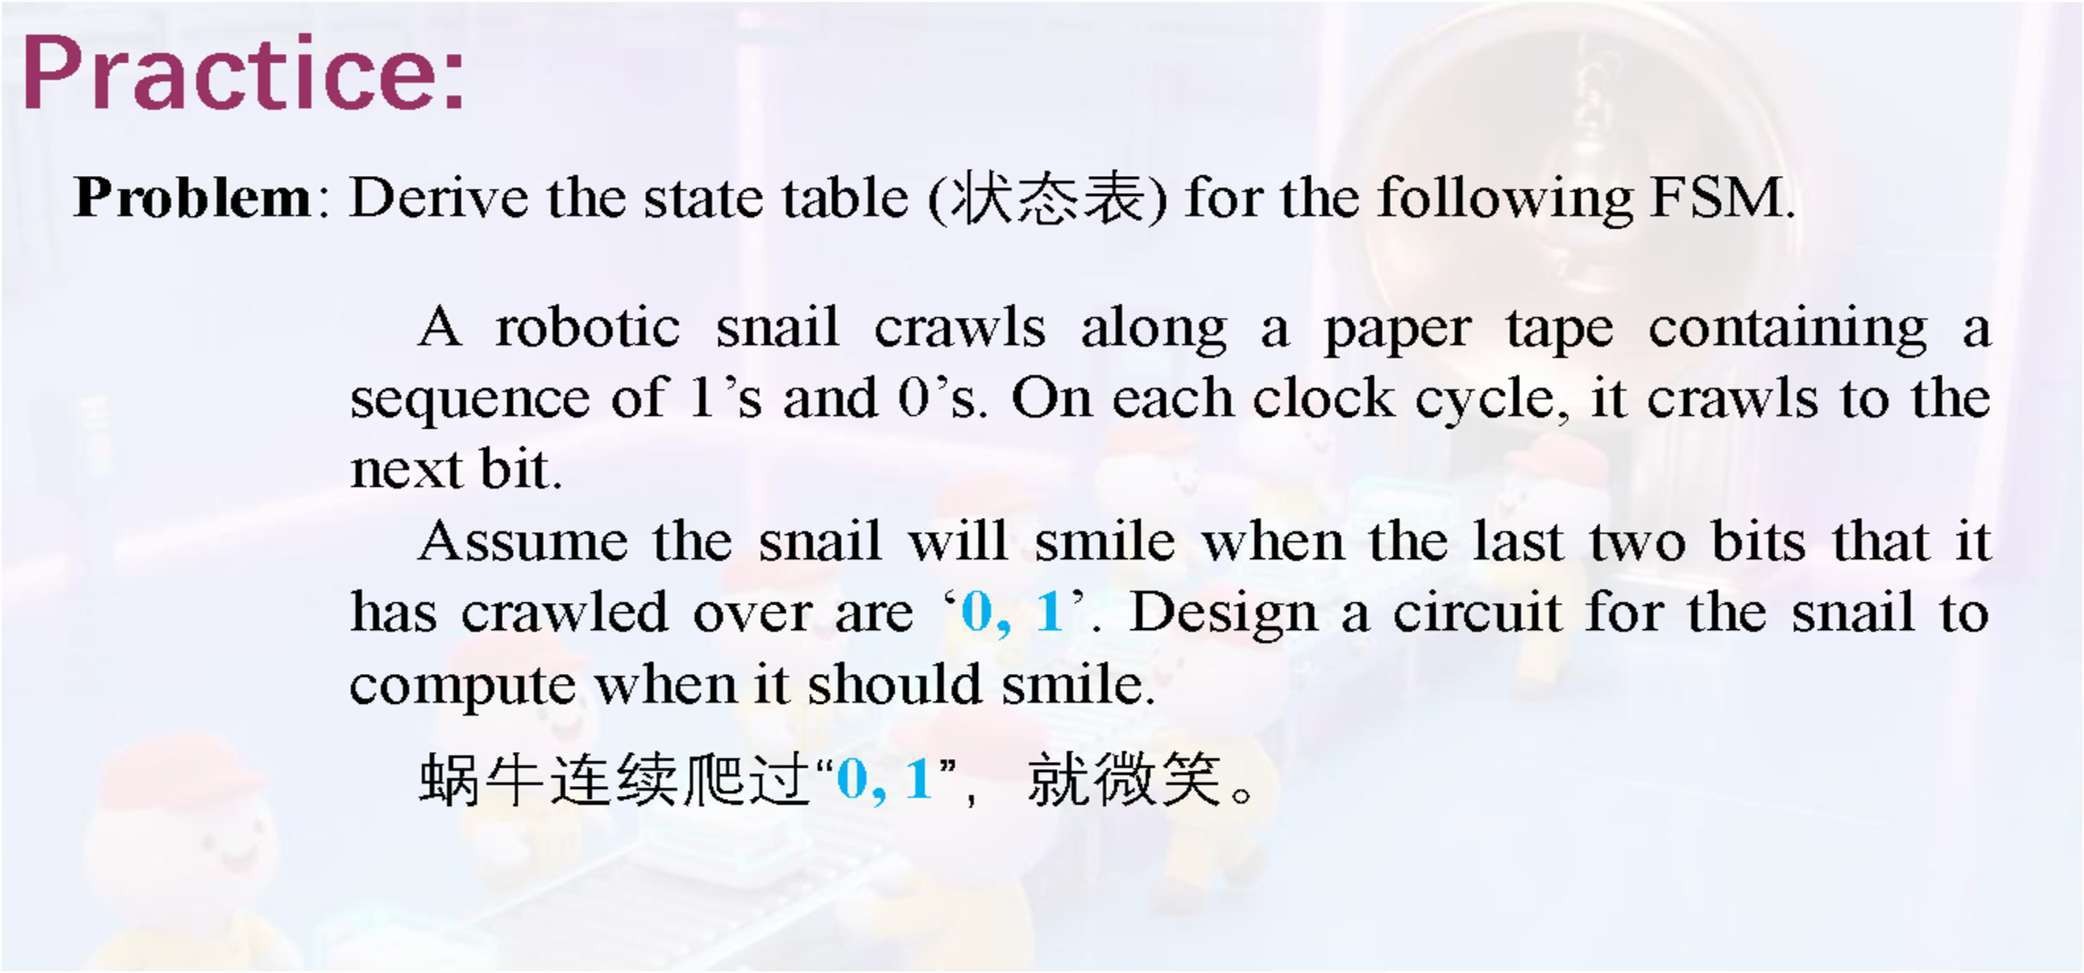 Practice:
Problem: Derive the state table (状态表) for the following FSM.
A robotic snail crawls along a paper tape containing a
sequence of 1’s and 0’s. On each clock cycle, it crawls to the
next bit.
Assume the snail will smile when the last two bits that it
has crawled over are ‘0, 1’. Design a circuit for the snail to
compute when it should smile.
蜗牛连续爬过“0, 1”，就微笑。